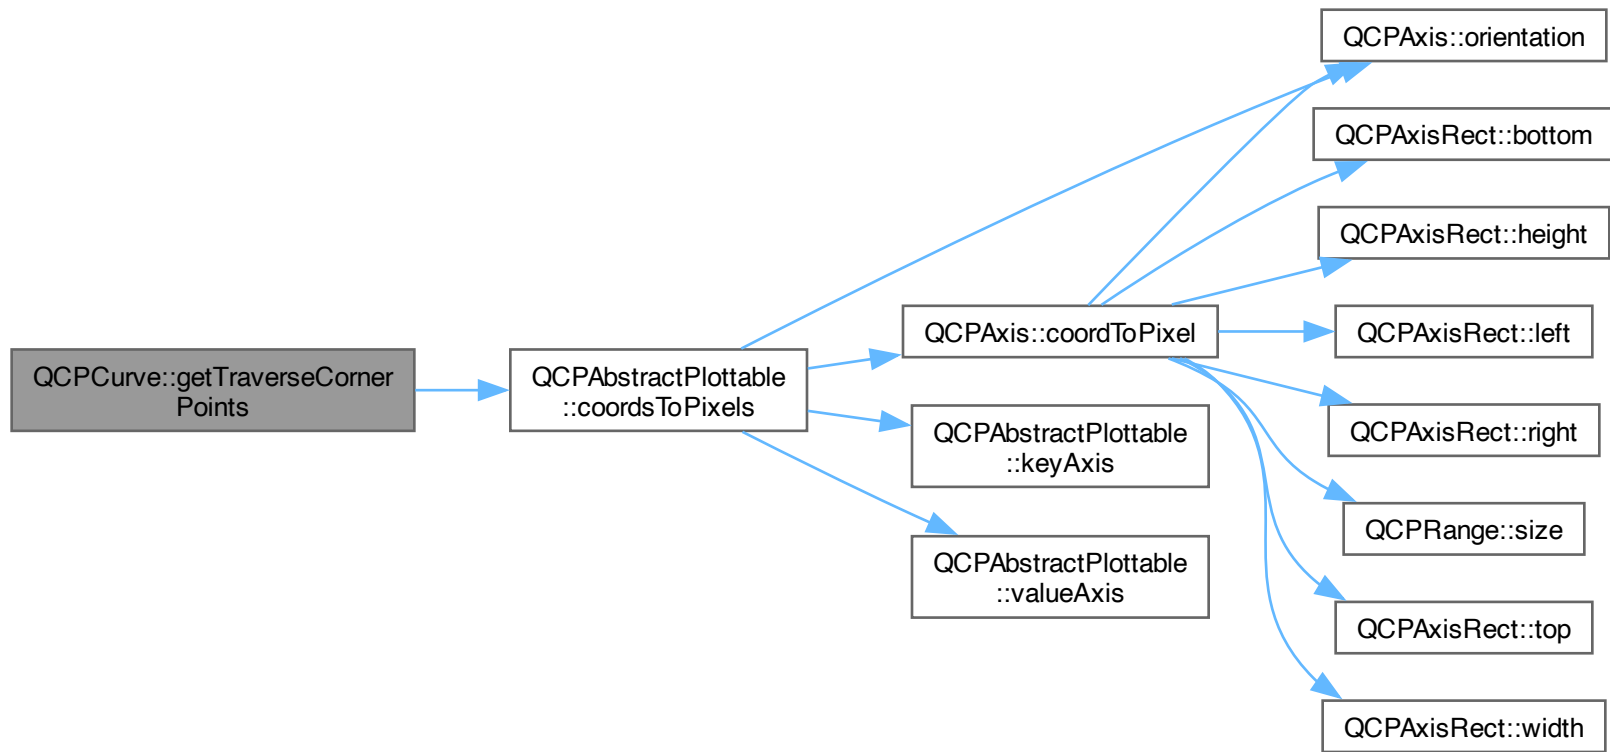 QCPCurve::getTraverseCorner
Points
QCPAbstractPlottable
::coordsToPixels
QCPAxis::coordToPixel
QCPAbstractPlottable
::keyAxis
QCPAbstractPlottable
::valueAxis
QCPAxis::orientation
QCPAxisRect::bottom
QCPAxisRect::height
QCPAxisRect::left
QCPAxisRect::right
QCPRange::size
QCPAxisRect::top
QCPAxisRect::width